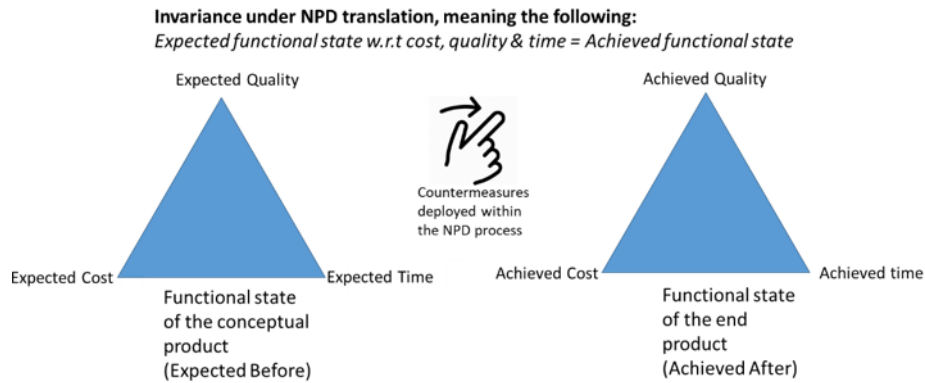 Invariance under NPD translation, meaning the following:
Expected functional state w.r.t cost, quality & time = Achieved functional state
Expected Quality
Achieved Quality
Countermeasures
deployed within
the NPD process
Expected Cost
Expected Time
Achieved Cost
Achieved time
Functional state
of the conceptual
product
(Expected Before)
Functional state
of the end
product
(Achieved After)